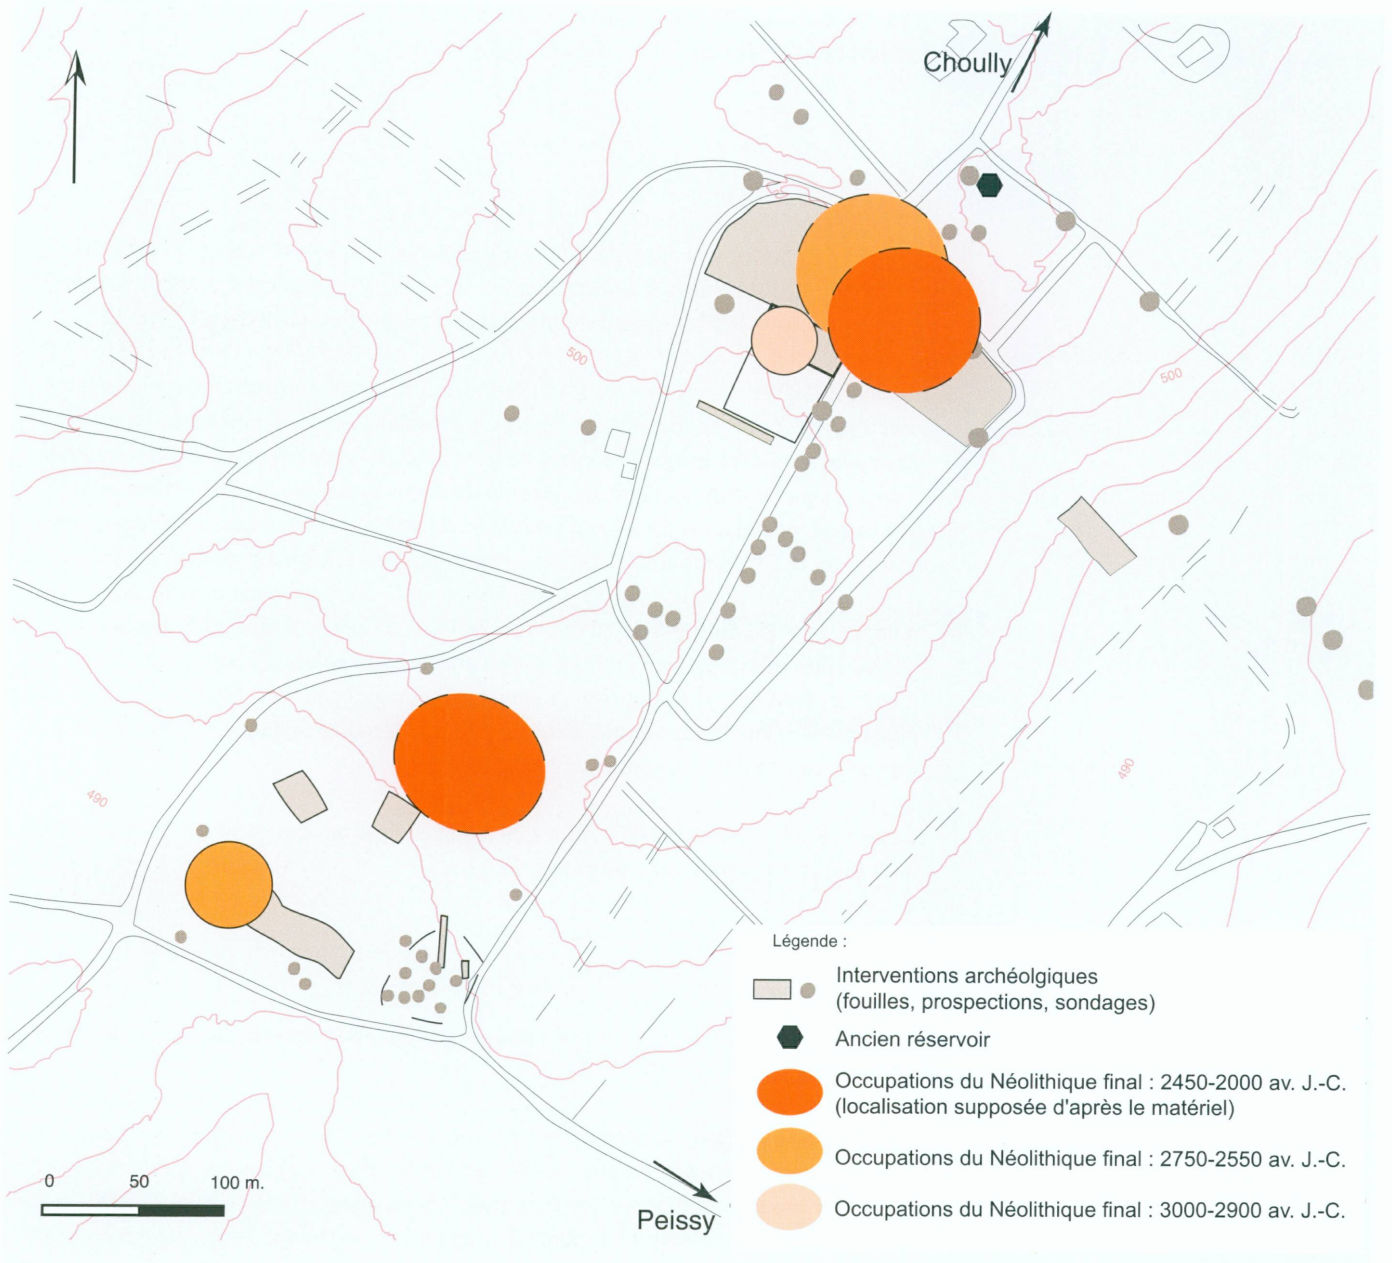 Choully
500
500
490
490
Légende :
Interventions archéolgiques
(fouilles, prospections, sondages)
Ancien réservoir
Occupations du Néolithique final : 2450-2000 av. J.-C.
(localisation supposée d'après le matériel)
Occupations du Néolithique final : 2750-2550 av. J.-C.
Occupations du Néolithique final : 3000-2900 av. J.-C.
0 50 100 m.
Peissy